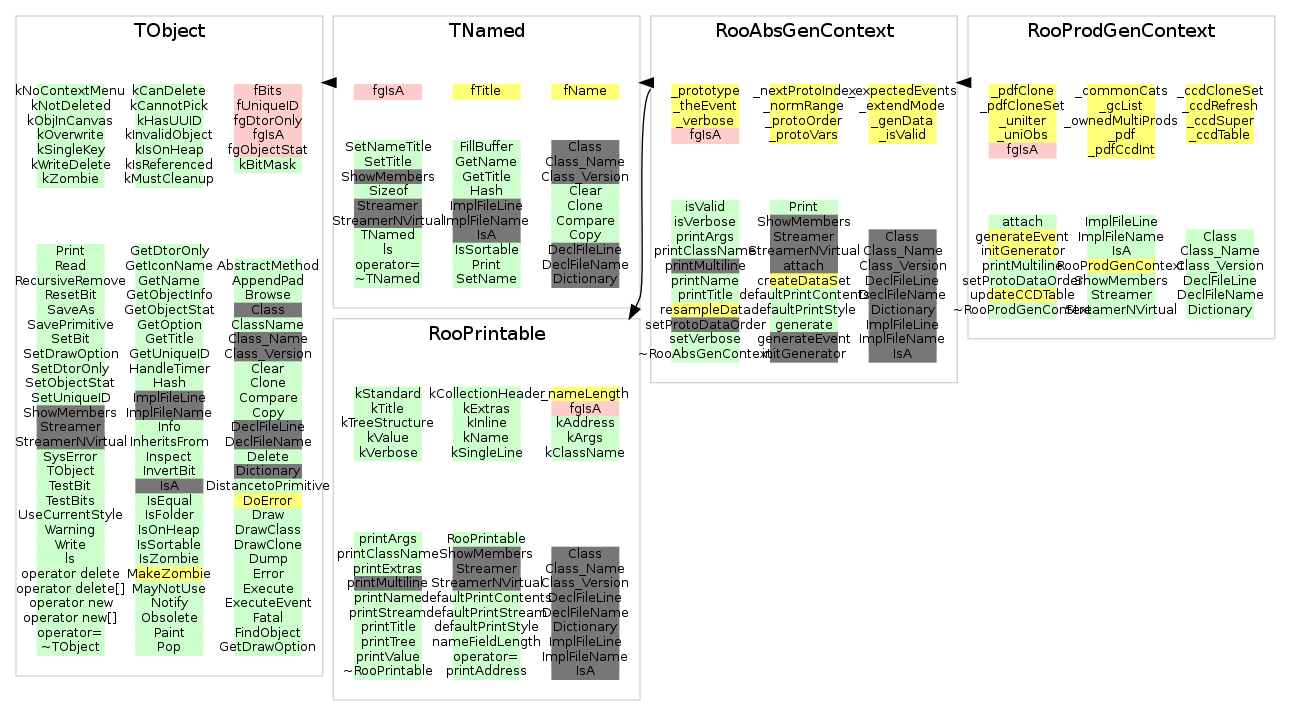 TObject
kNoContextMenu
kNotDeleted
kObjInCanvas
kOverwrite
kSingleKey
kWriteDelete
kZombie
kCanDelete
kCannotPick
kHasUUID
kInvalidObject
kIsOnHeap
kIsReferenced
kMustCleanup
fBits
fUniqueID
fgDtorOnly
fgIsA
fgObjectStat
kBitMask
Print
Read
RecursiveRemove
ResetBit
SaveAs
SavePrimitive
SetBit
SetDrawOption
SetDtorOnly
SetObjectStat
SetUniqueID
ShowMembers
Streamer
StreamerNVirtual
SysError
TObject
TestBit
TestBits
UseCurrentStyle
Warning
Write
ls
operator delete
operator delete[]
operator new
operator new[]
operator=
~TObject
GetDtorOnly
GetIconName
GetName
GetObjectInfo
GetObjectStat
GetOption
GetTitle
GetUniqueID
HandleTimer
Hash
ImplFileLine
ImplFileName
Info
InheritsFrom
Inspect
InvertBit
IsA
IsEqual
IsFolder
IsOnHeap
IsSortable
IsZombie
MakeZombie
MayNotUse
Notify
Obsolete
Paint
Pop
AbstractMethod
AppendPad
Browse
Class
ClassName
Class_Name
Class_Version
Clear
Clone
Compare
Copy
DeclFileLine
DeclFileName
Delete
Dictionary
DistancetoPrimitive
DoError
Draw
DrawClass
DrawClone
Dump
Error
Execute
ExecuteEvent
Fatal
FindObject
GetDrawOption
TNamed
fgIsA
fTitle
fName
SetNameTitle
SetTitle
ShowMembers
Sizeof
Streamer
StreamerNVirtual
TNamed
ls
operator=
~TNamed
FillBuffer
GetName
GetTitle
Hash
ImplFileLine
ImplFileName
IsA
IsSortable
Print
SetName
Class
Class_Name
Class_Version
Clear
Clone
Compare
Copy
DeclFileLine
DeclFileName
Dictionary
RooPrintable
kStandard
kTitle
kTreeStructure
kValue
kVerbose
kCollectionHeader
kExtras
kInline
kName
kSingleLine
_nameLength
fgIsA
kAddress
kArgs
kClassName
printArgs
printClassName
printExtras
printMultiline
printName
printStream
printTitle
printTree
printValue
~RooPrintable
RooPrintable
ShowMembers
Streamer
StreamerNVirtual
defaultPrintContents
defaultPrintStream
defaultPrintStyle
nameFieldLength
operator=
printAddress
Class
Class_Name
Class_Version
DeclFileLine
DeclFileName
Dictionary
ImplFileLine
ImplFileName
IsA
RooAbsGenContext
_prototype
_theEvent
_verbose
fgIsA
_nextProtoIndex
_normRange
_protoOrder
_protoVars
_expectedEvents
_extendMode
_genData
_isValid
isValid
isVerbose
printArgs
printClassName
printMultiline
printName
printTitle
resampleData
setProtoDataOrder
setVerbose
~RooAbsGenContext
Print
ShowMembers
Streamer
StreamerNVirtual
attach
createDataSet
defaultPrintContents
defaultPrintStyle
generate
generateEvent
initGenerator
Class
Class_Name
Class_Version
DeclFileLine
DeclFileName
Dictionary
ImplFileLine
ImplFileName
IsA
RooProdGenContext
_pdfClone
_pdfCloneSet
_uniIter
_uniObs
fgIsA
_commonCats
_gcList
_ownedMultiProds
_pdf
_pdfCcdInt
_ccdCloneSet
_ccdRefresh
_ccdSuper
_ccdTable
attach
generateEvent
initGenerator
printMultiline
setProtoDataOrder
updateCCDTable
~RooProdGenContext
ImplFileLine
ImplFileName
IsA
RooProdGenContext
ShowMembers
Streamer
StreamerNVirtual
Class
Class_Name
Class_Version
DeclFileLine
DeclFileName
Dictionary